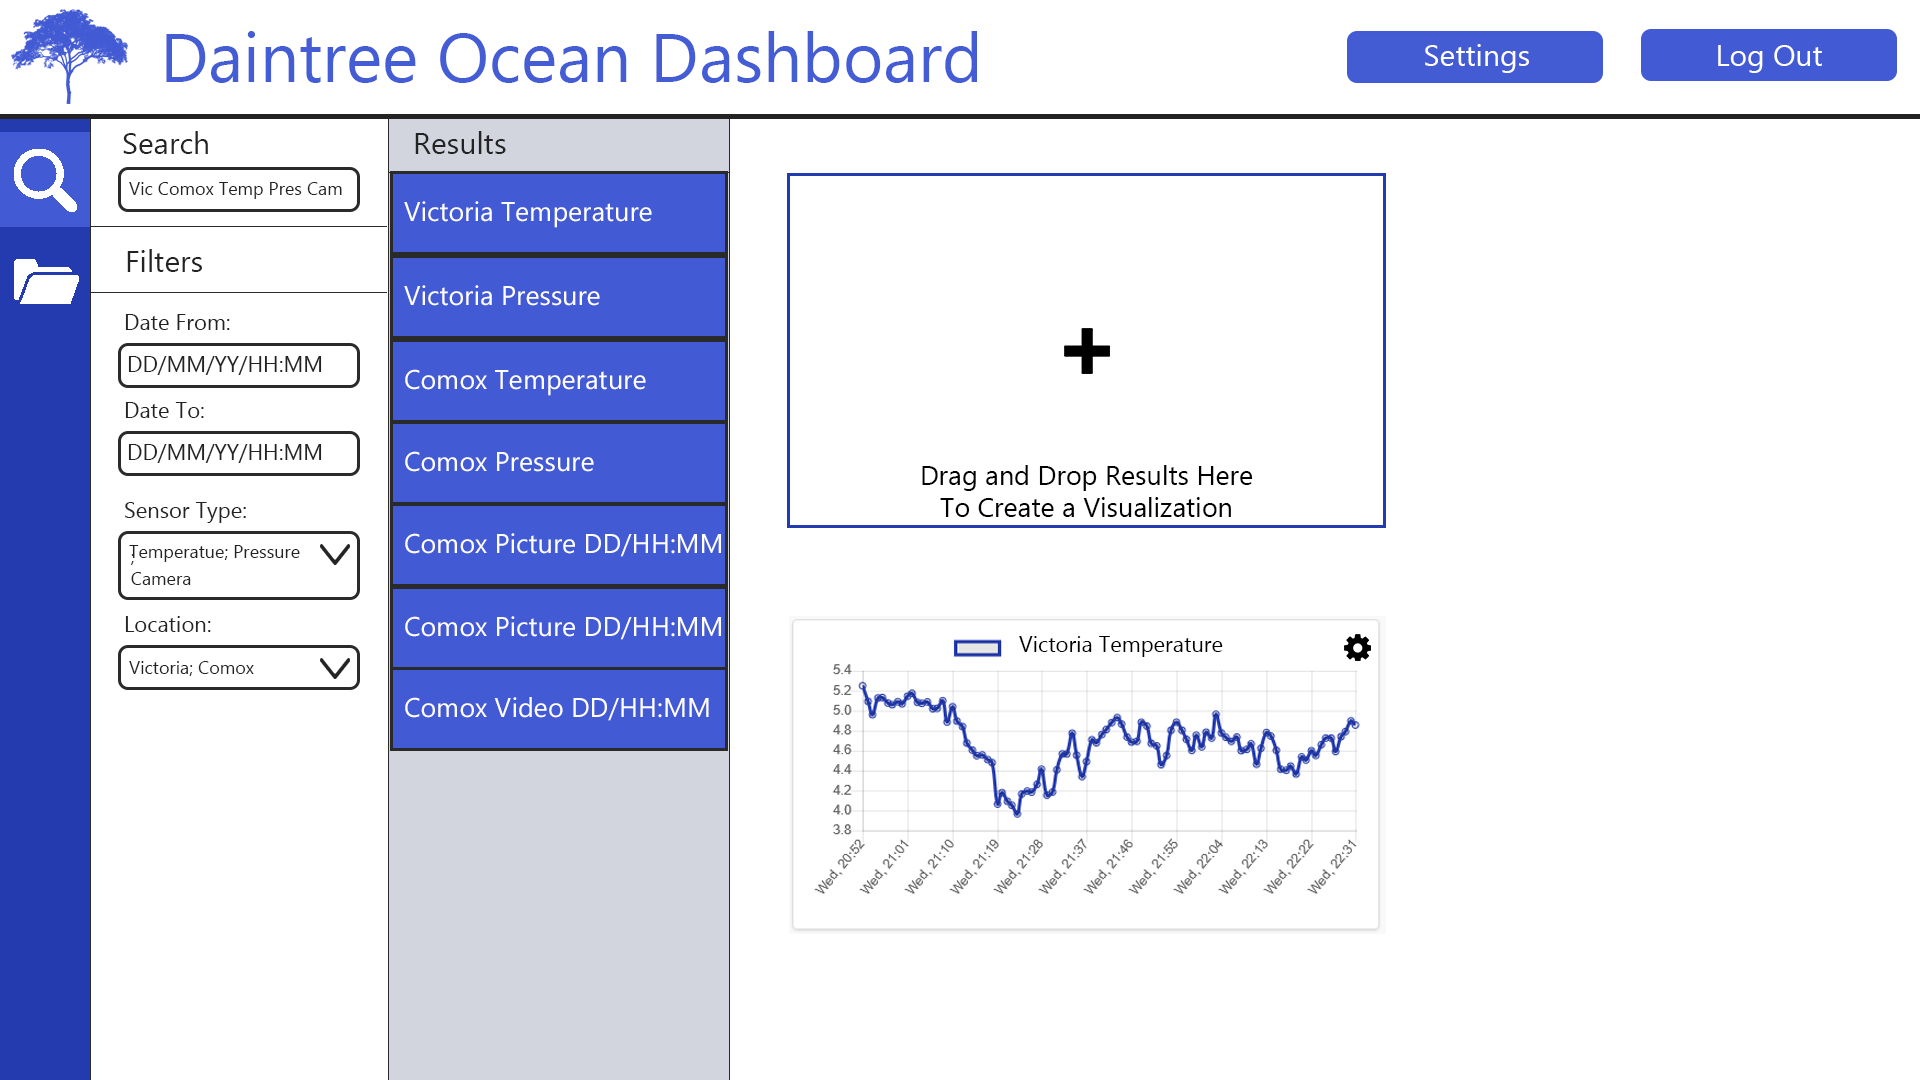 Daintree Ocean Dashboard
Settings
Log Out
Search
Vic Comox Temp Pres Cam
Filters
Date From:
DD/MM/YY/HH:MM
Date To:
DD/MM/YY/HH:MM
Sensor Type:
Temperatue; Pressure
;
Camera
Location:
Victoria; Comox
Results
Victoria Temperature
Victoria Pressure
Comox Temperature
Comox Pressure
Comox Picture DD/HH:MM
Comox Picture DD/HH:MM
Comox Video DD/HH:MM
Drag and Drop Results Here
To Create a Visualization
Victoria Temperature
5.4
5.2
5.0
4.8
4.6
4.4
4.2
4.0
3.8
Wed, 20:52
Wed, 21:01
Wed, 21:10
Wed, 21:19
Wed, 21:28
Wed, 21:37
Wed, 21:46
Wed, 21:55
Wed, 22:04
Wed, 22:13
Wed, 22:22
Wed, 22:31